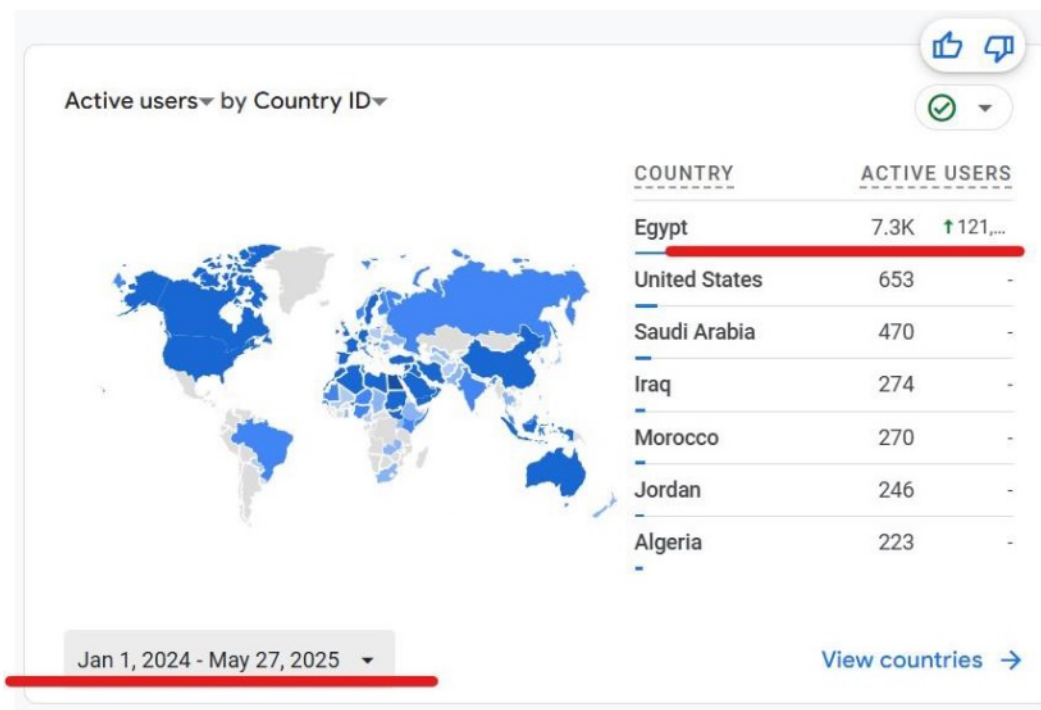 Active users by Country ID
COUNTRY ACTIVE USERS
Egypt 7.3K ↑ 121,...
United States 653 -
Saudi Arabia 470 -
Iraq 274 -
Morocco 270 -
Jordan 246 -
Algeria 223 -
Jan 1, 2024 - May 27, 2025
View countries →